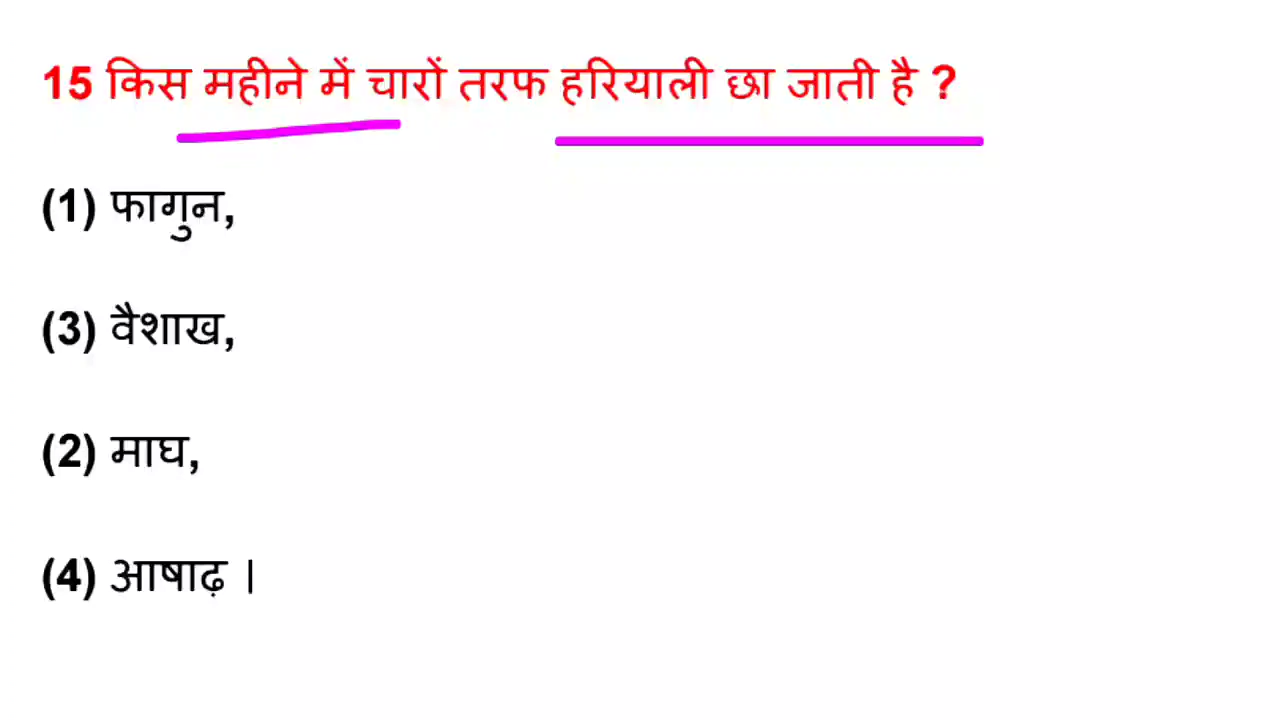 15 किस महीने में चारों तरफ हरियाली छा जाती है ?
(1) फागुन,
(3) वैशाख,
(2) माघ,
(4) आषाढ़ ।